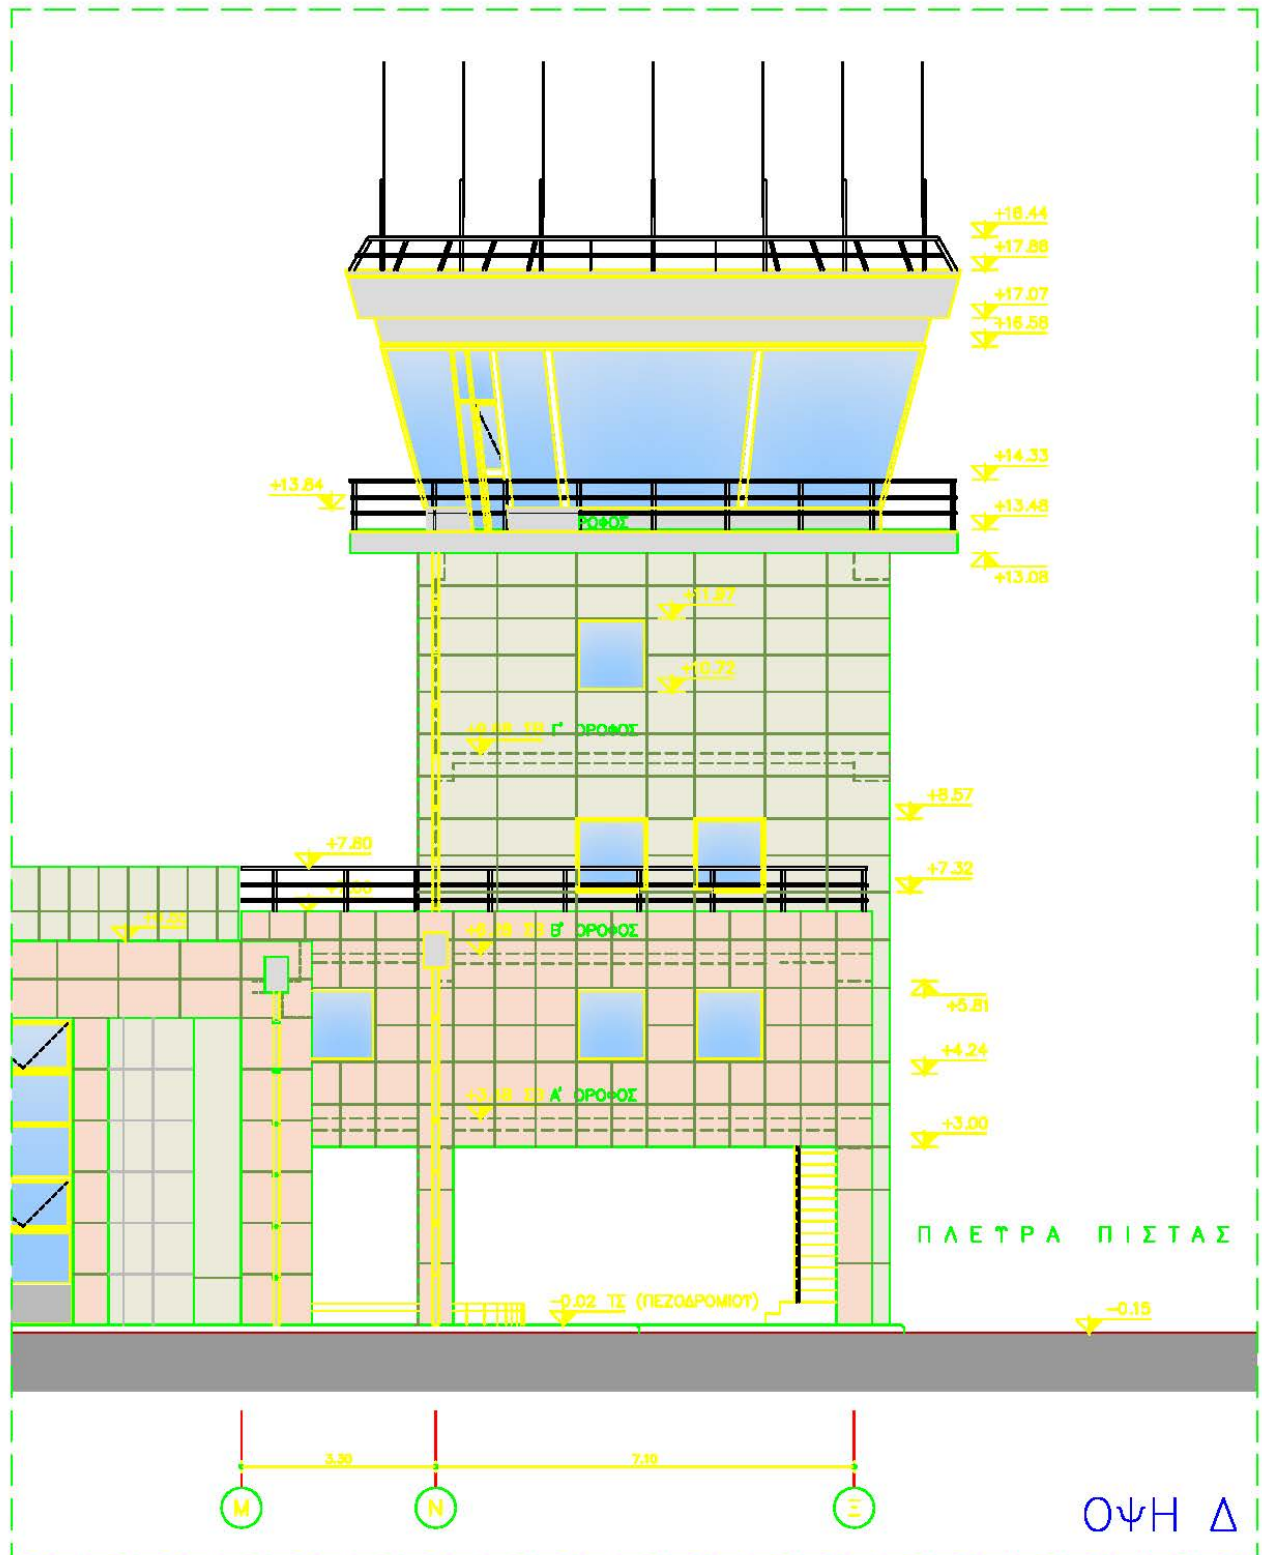 +18.44
+17.88
+17.07
+16.58
+14.33
+13.84
+13.48
ΡΟΦΟΣ
+13.08
+11.97
+10.72
Γ' ΟΡΟΦΟΣ
+8.57
+7.80
+7.32
Β' ΟΡΟΦΟΣ
+5.81
+4.24
Α' ΟΡΟΦΟΣ
+3.00
ΠΛΕΥΡΑ ΠΙΣΤΑΣ
-0.02 ΤΣ (ΠΕΖΟΔΡΟΜΙΟΥ)
-0.15
3.30
7.10
Μ
Ν
Ξ
ΟΨΗ Δ